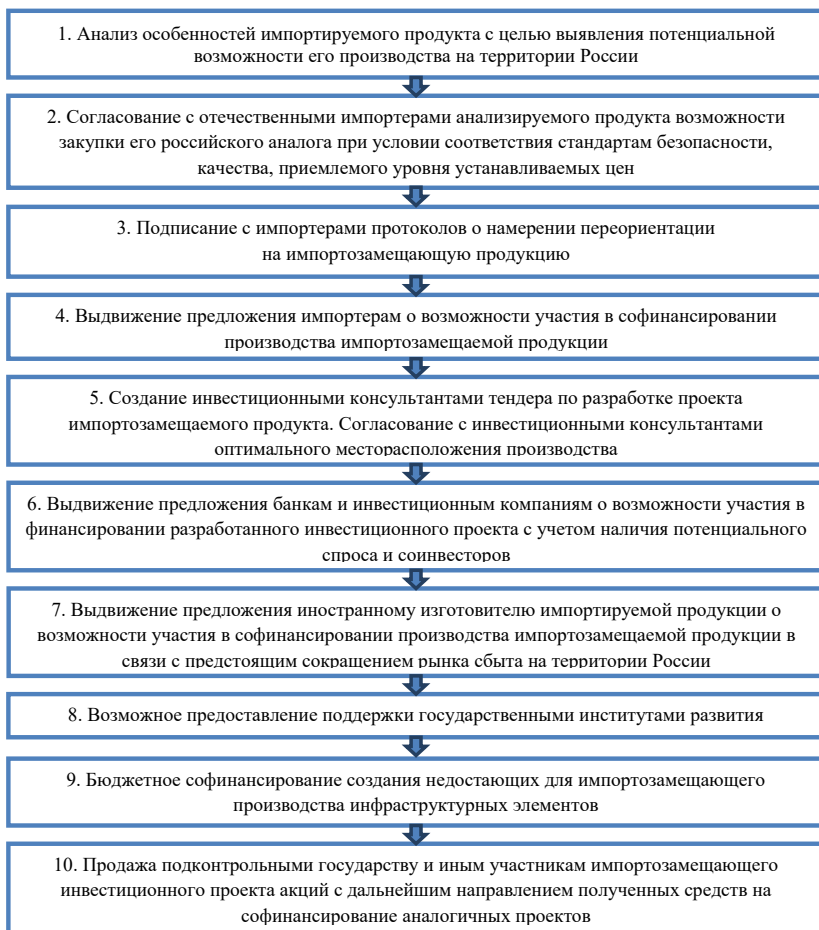 1. Анализ особенностей импортируемого продукта с целью выявления потенциальной
возможности его производства на территории России
2. Согласование с отечественными импортерами анализируемого продукта возможности
закупки его российского аналога при условии соответствия стандартам безопасности,
качества, приемлемого уровня устанавливаемых цен
3. Подписание с импортерами протоколов о намерении переориентации
на импортозамещающую продукцию
4. Выдвижение предложения импортерам о возможности участия в софинансировании
производства импортозамещаемой продукции
5. Создание инвестиционными консультантами тендера по разработке проекта
импортозамещаемого продукта. Согласование с инвестиционными консультантами
оптимального месторасположения производства
6. Выдвижение предложения банкам и инвестиционным компаниям о возможности участия в
финансировании разработанного инвестиционного проекта с учетом наличия потенциального
спроса и соинвесторов
7. Выдвижение предложения иностранному изготовителю импортируемой продукции о
возможности участия в софинансировании производства импортозамещаемой продукции в
связи с предстоящим сокращением рынка сбыта на территории России
8. Возможное предоставление поддержки государственными институтами развития
9. Бюджетное софинансирование создания недостающих для импортозамещающего
производства инфраструктурных элементов
10. Продажа подконтрольными государству и иным участникам импортозамещающего
инвестиционного проекта акций с дальнейшим направлением полученных средств на
софинансирование аналогичных проектов